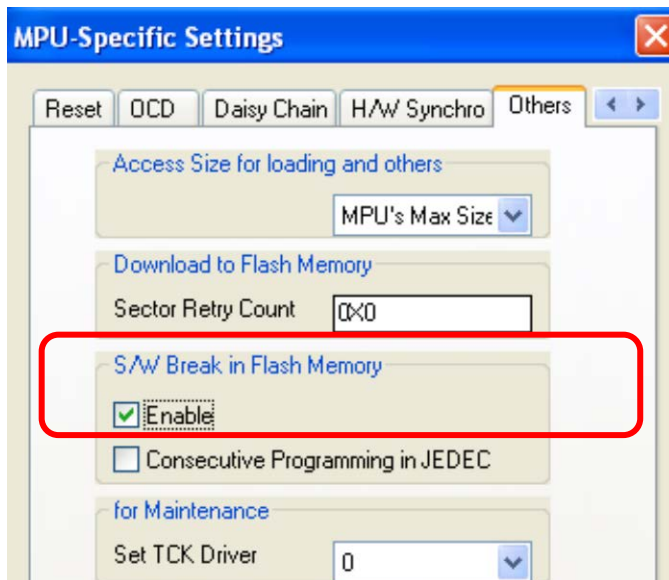 MPU-Specific Settings
Reset OCD Daisy Chain H/W Synchro Others
Access Size for loading and others
MPU's Max Size
Download to Flash Memory
Sector Retry Count 0X0
S/W Break in Flash Memory
Enable
Consecutive Programming in JEDEC
for Maintenance
Set TCK Driver 0